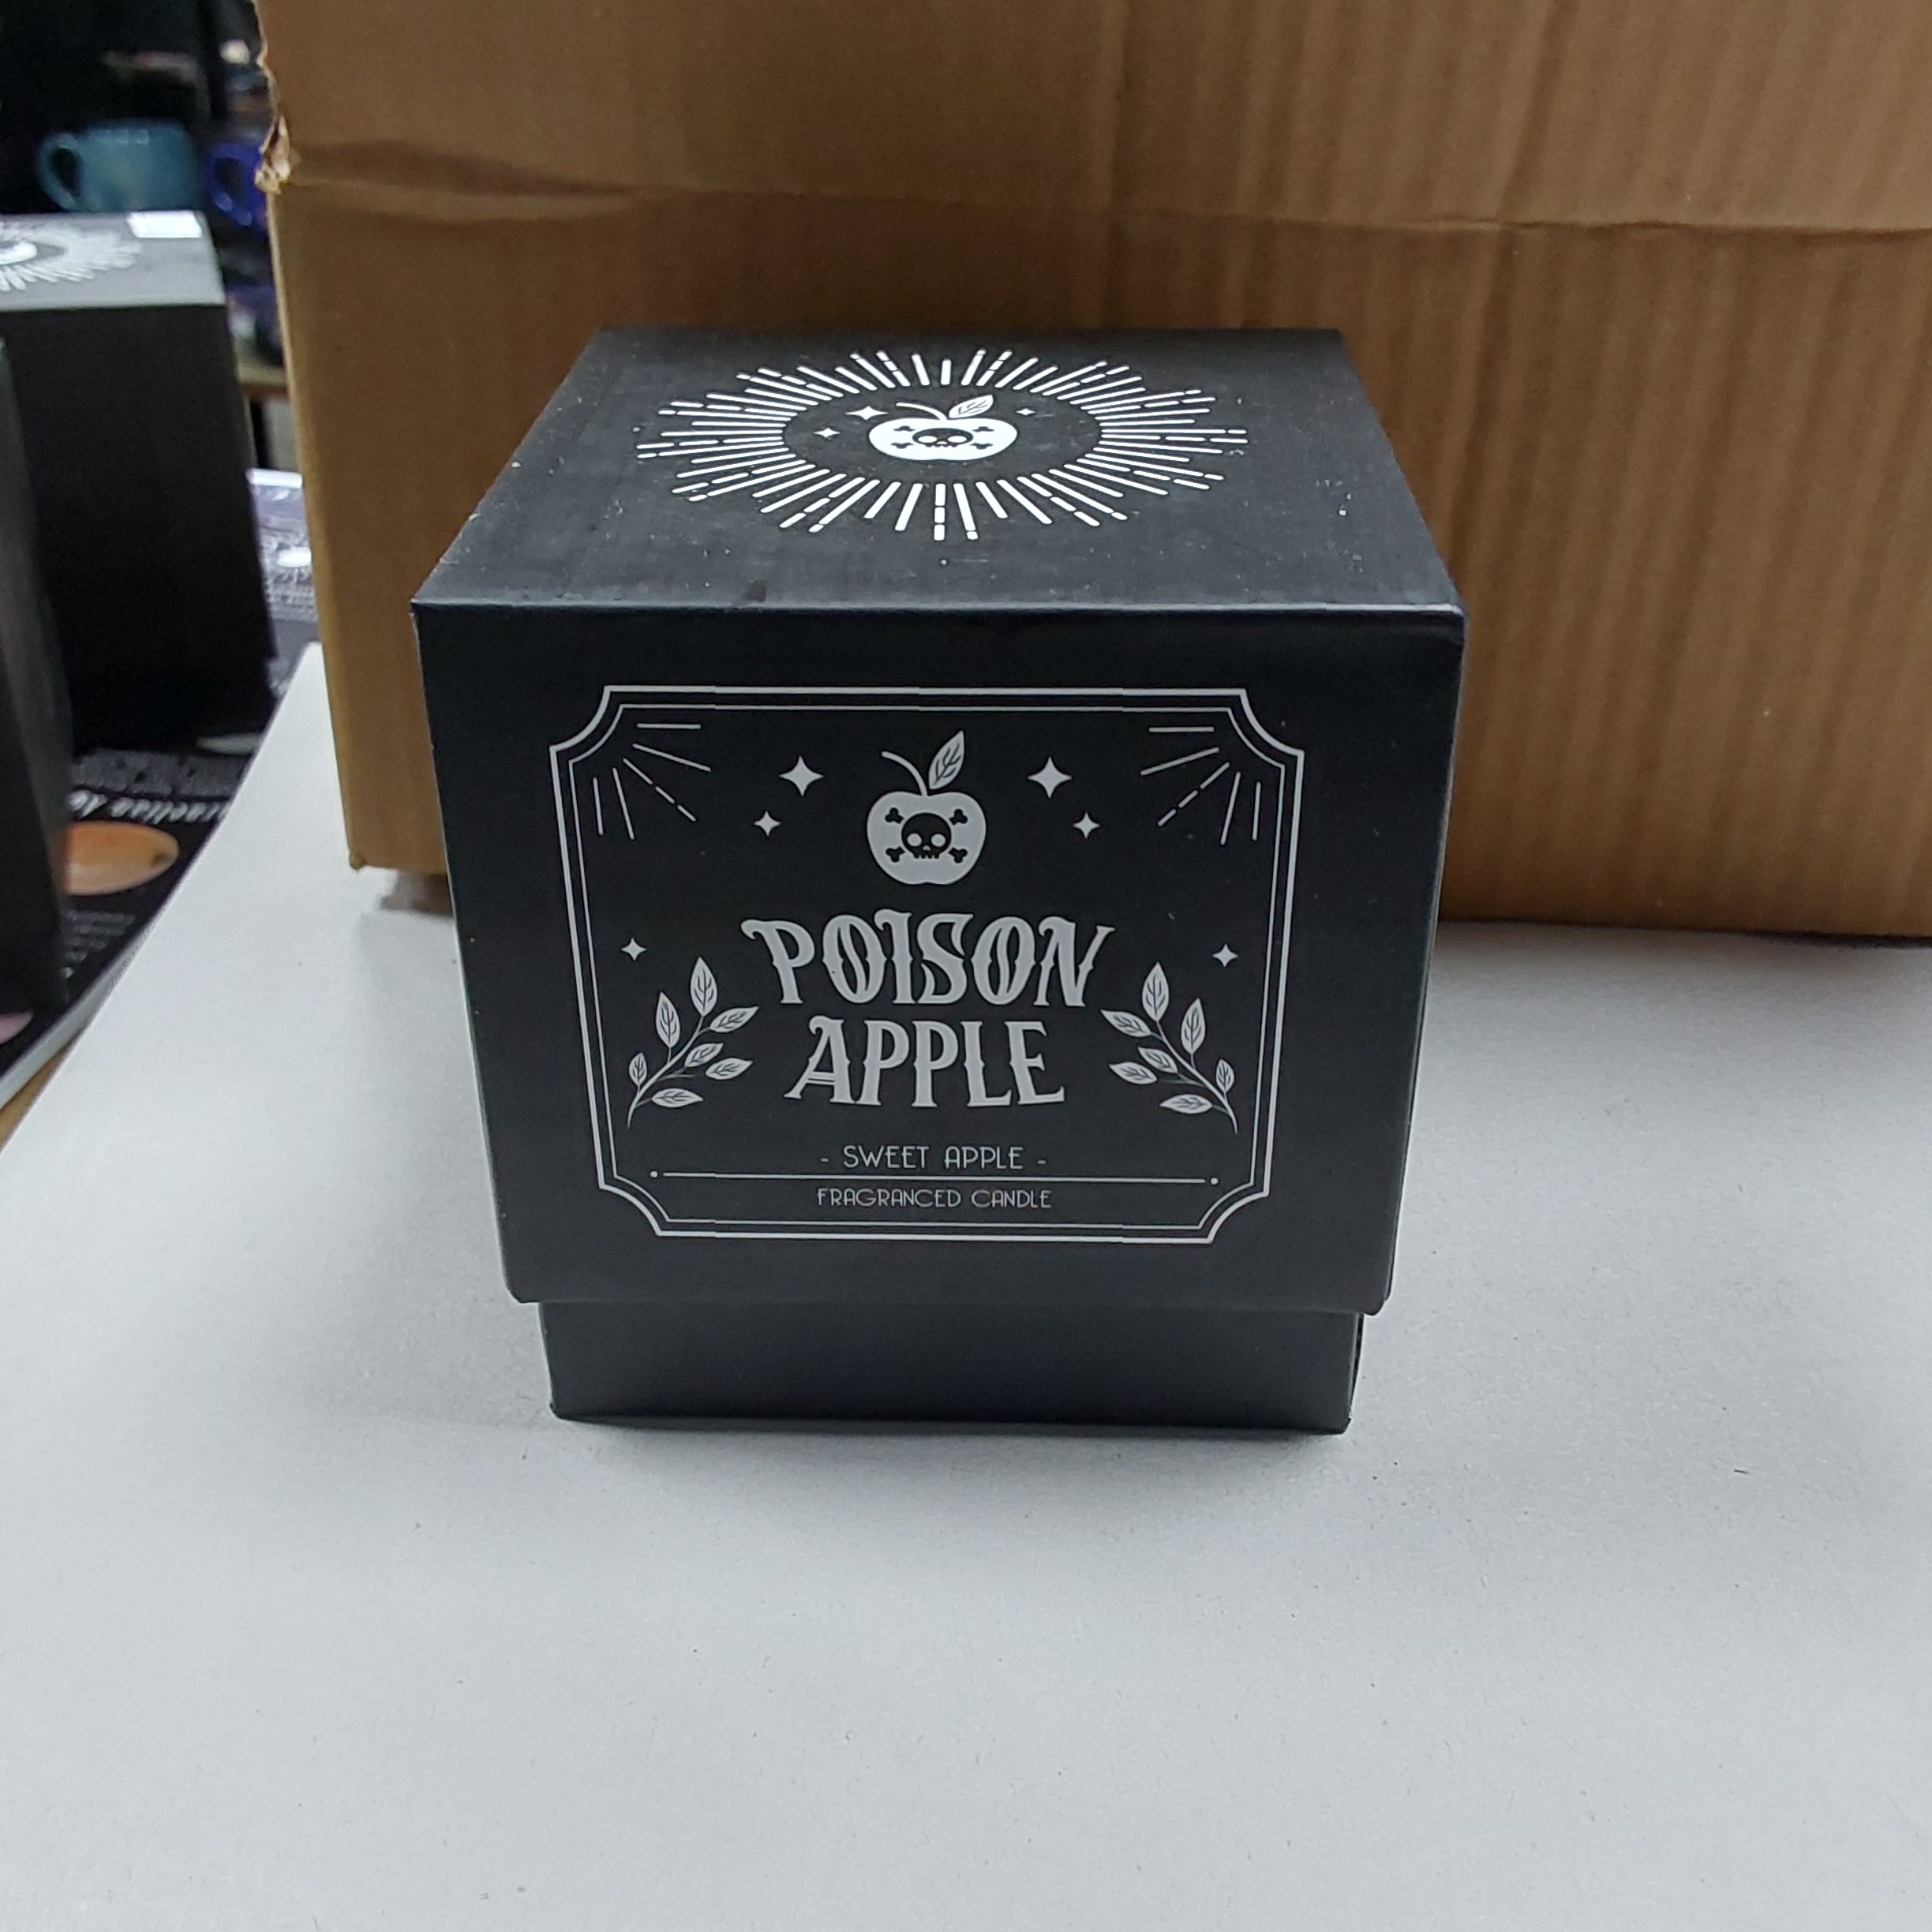 POISON
APPLE
- SWEET APPLE -
FRAGRANCED CANDLE